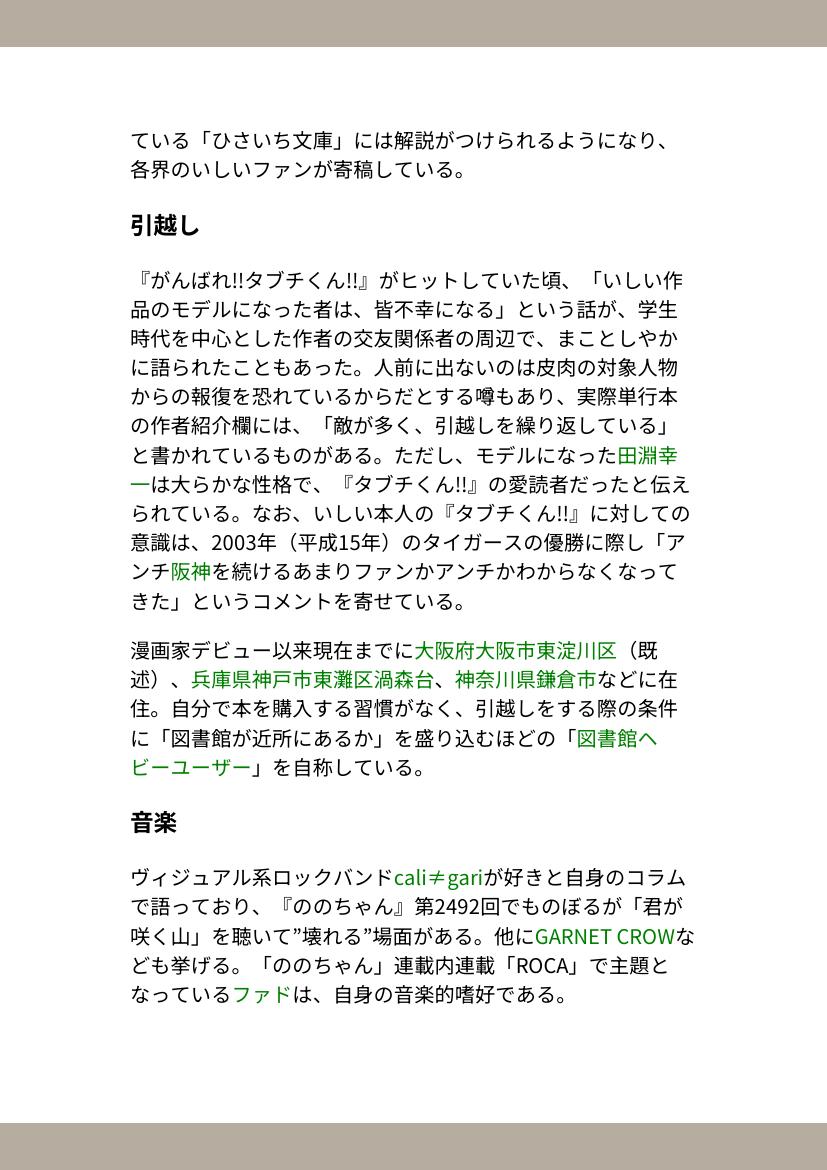 ている「ひさいち文庫」には解説がつけられるようになり、
各界のいしいファンが寄稿している。
引越し
『がんばれ!!タブチくん!!』がヒットしていた頃、「いしい作
品のモデルになった者は、皆不幸になる」という話が、学生
時代を中心とした作者の交友関係者の周辺で、まことしやか
に語られたこともあった。人前に出ないのは皮肉の対象人物
からの報復を恐れているからだとする噂もあり、実際単行本
の作者紹介欄には、「敵が多く、引越しを繰り返している」
と書かれているものがある。ただし、モデルになった田淵幸
一は大らかな性格で、『タブチくん!!』の愛読者だったと伝え
られている。なお、いしい本人の『タブチくん!!』に対しての
意識は、2003年（平成15年）のタイガースの優勝に際し「ア
ンチ阪神を続けるあまりファンかアンチかわからなくなって
きた」というコメントを寄せている。
漫画家デビュー以来現在までに大阪府大阪市東淀川区（既
述）、兵庫県神戸市東灘区渦森台、神奈川県鎌倉市などに在
住。自分で本を購入する習慣がなく、引越しをする際の条件
に「図書館が近所にあるか」を盛り込むほどの「図書館ヘ
ビーユーザー」を自称している。
音楽
ヴィジュアル系ロックバンドcali≠gariが好きと自身のコラム
で語っており、『ののちゃん』第2492回でものぼるが「君が
咲く山」を聴いて”壊れる”場面がある。他にGARNET CROWな
ども挙げる。「ののちゃん」連載内連載「ROCA」で主題と
なっているファドは、自身の音楽的嗜好である。